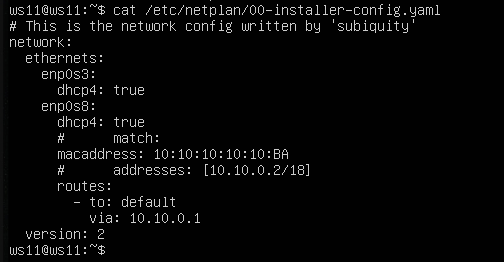 ws11@ws11:~$ cat /etc/netplan/00-installer-config.yaml
# This is the network config written by 'subiquity'
network:
  ethernets:
    enp0s3:
      dhcp4: true
    enp0s8:
      dhcp4: true
      #      match:
      macaddress: 10:10:10:10:10:BA
      #      addresses: [10.10.0.2/18]
      routes:
        - to: default
          via: 10.10.0.1
  version: 2
ws11@ws11:~$